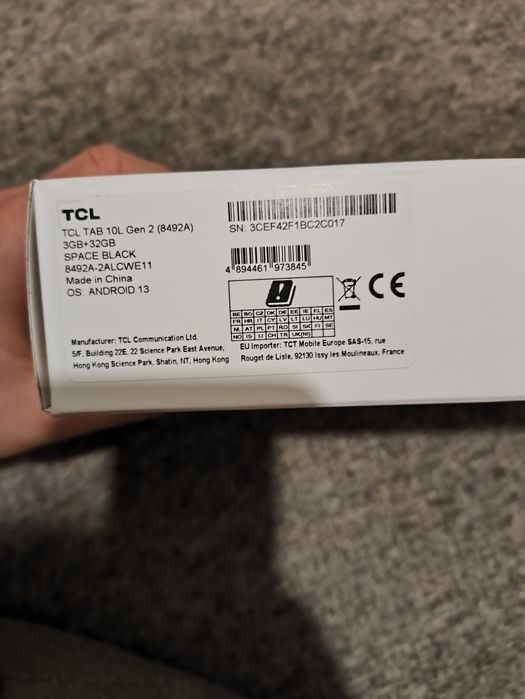 TCL
TCL TAB 10L Gen 2 (8492A)
3GB+32GB
SPACE BLACK
8492A-2ALCWE11
Made in China
OS: ANDROID 13
Manufacturer: TCL Communication Ltd.
5/F, Building 22E, 22 Science Park East Avenue,
Hong Kong Science Park, Shatin, NT, Hong Kong
SN: 3CEF42F1BC2C017
4 894461 973845
BE BG CZ DK DE EE IE EL ES
FR HR IT CY LV LT LU HU MT
NL AT PL PT RO SI SK FI SE
NO IS LI CH TR UK(NI)
CE
EU Importer: TCT Mobile Europe SAS-15, rue
Rouget de Lisle, 92130 Issy les Moulineaux, France